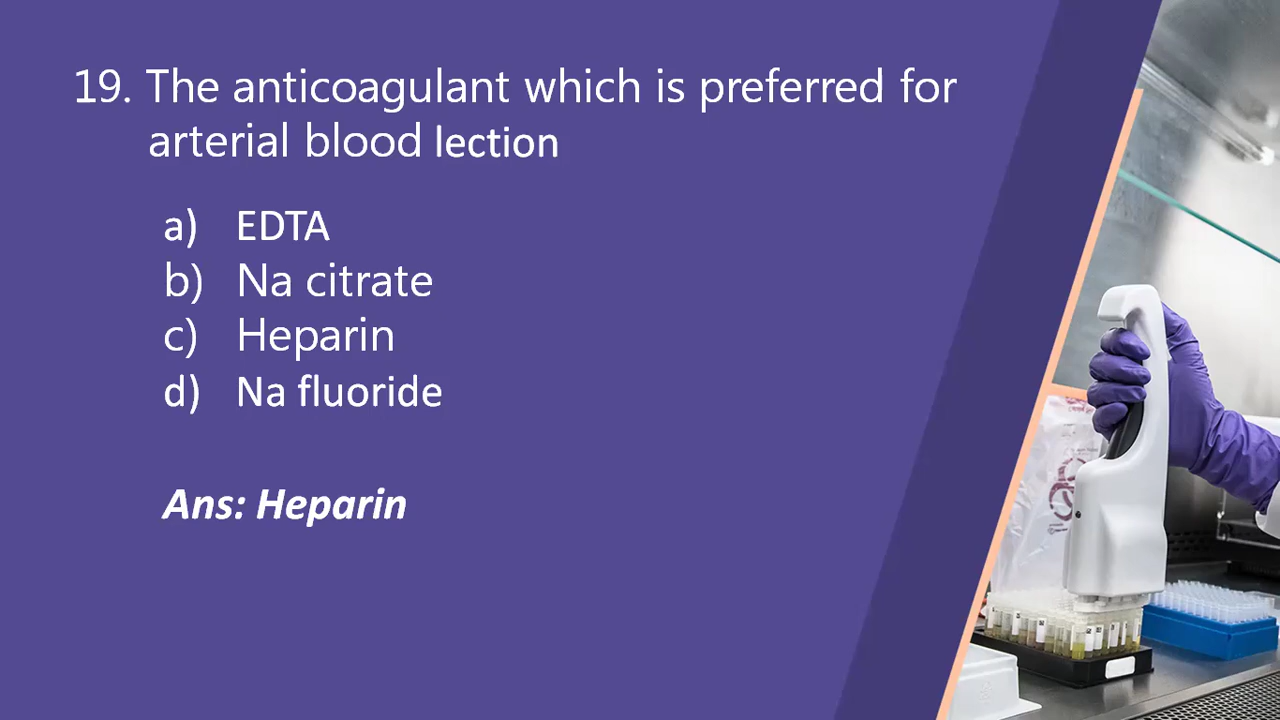 19. The anticoagulant which is preferred for
arterial blood lection
a) EDTA
b) Na citrate
c) Heparin
d) Na fluoride
Ans: Heparin